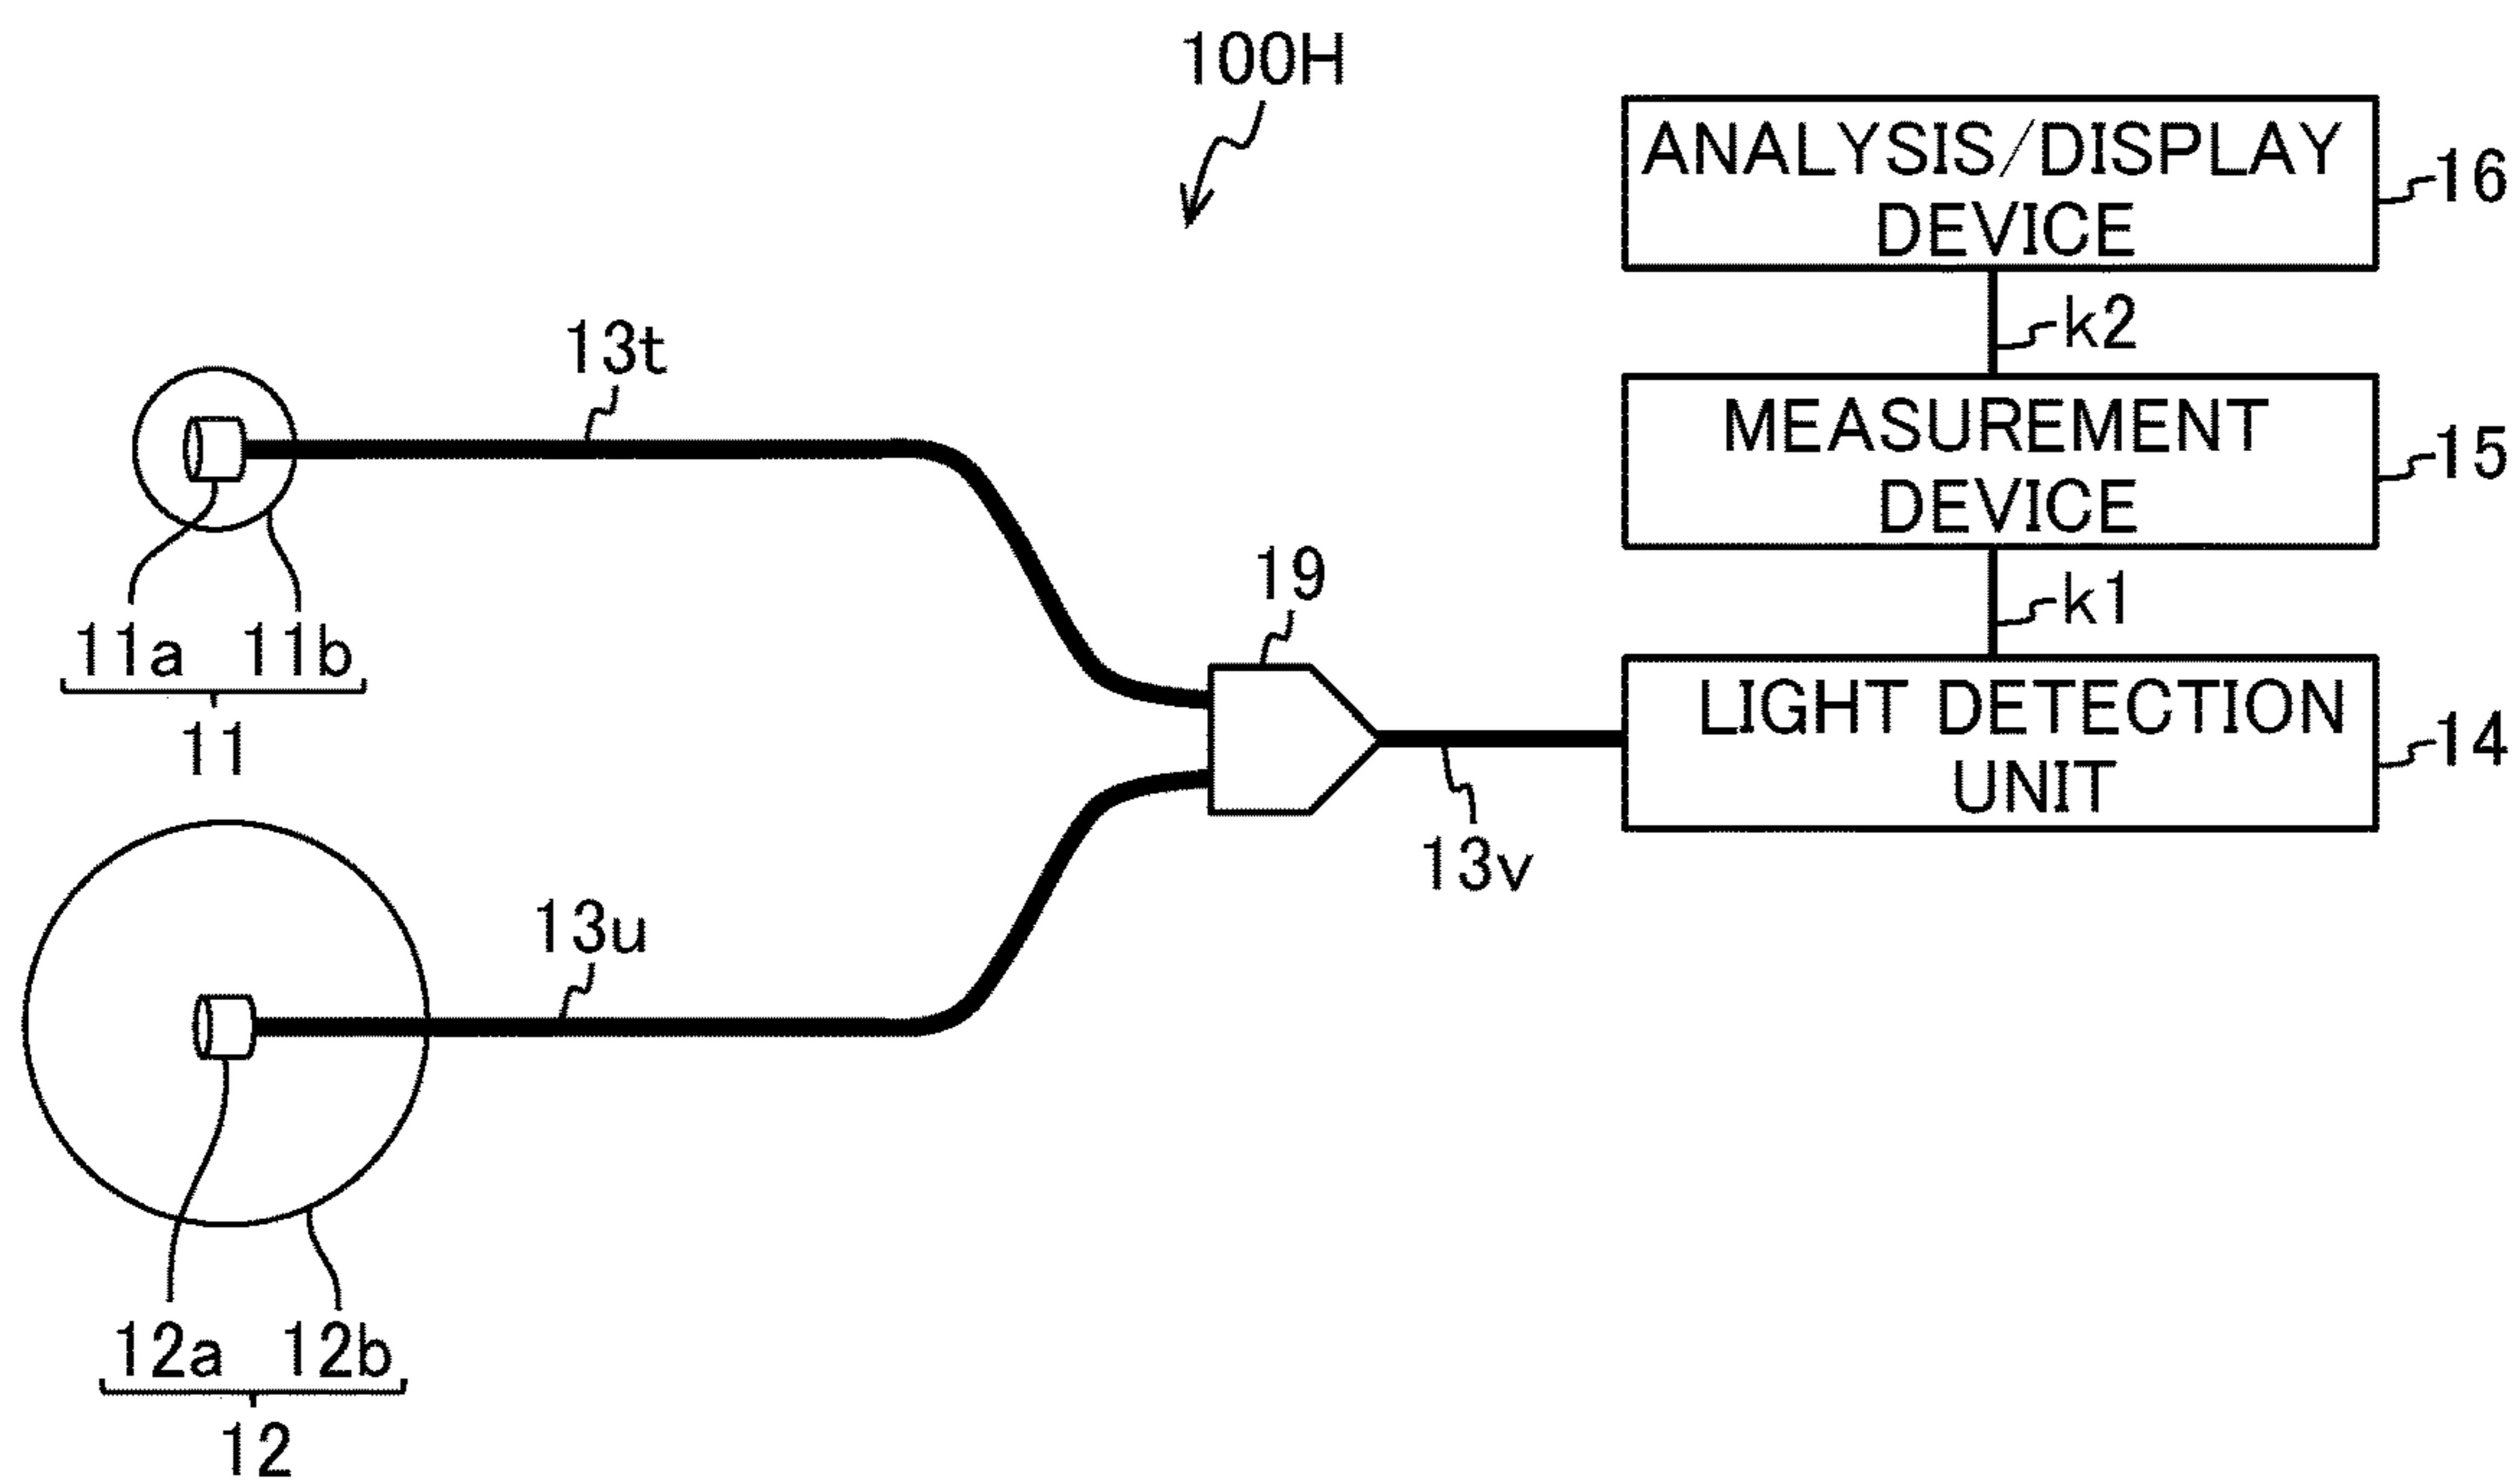 100H
ANALYSIS/DISPLAY
DEVICE
16
k2
13t
MEASUREMENT
DEVICE
15
19
k1
11a 11b
11
LIGHT DETECTION
UNIT
14
13v
13u
12a 12b
12